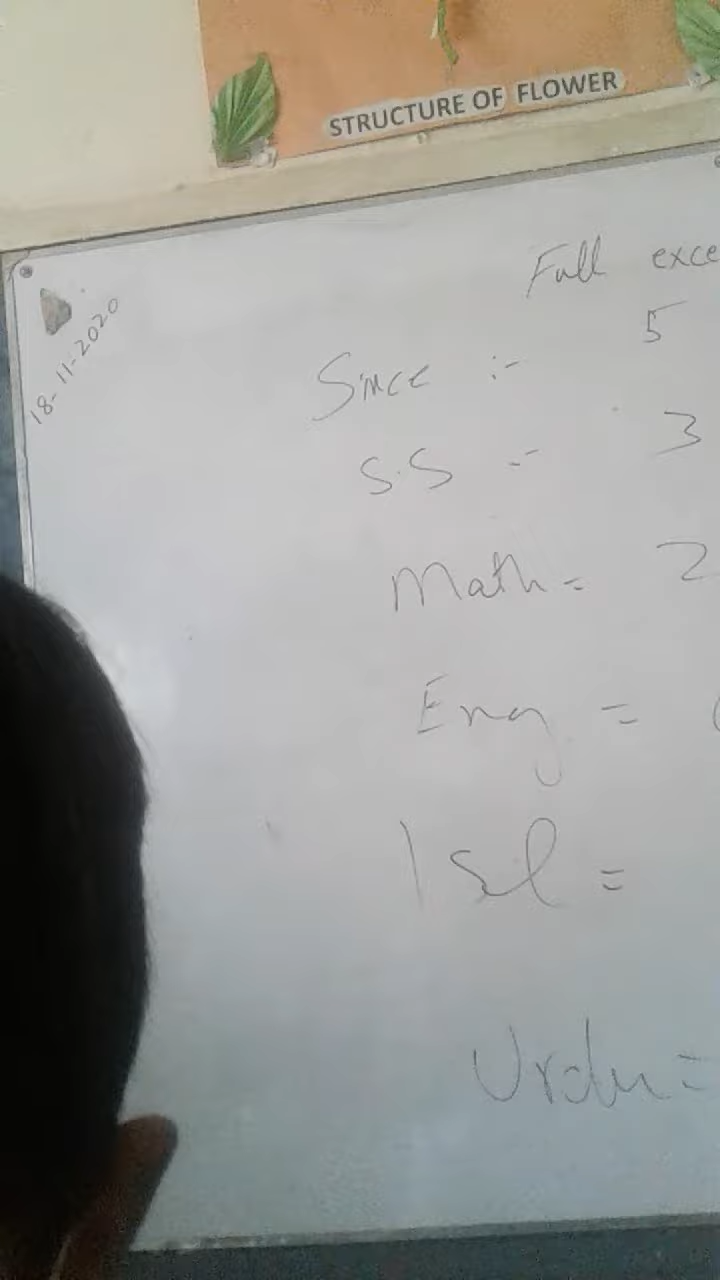 STRUCTURE OF FLOWER
18-11-2020
Full exce
Since :- 5
S.S :- 3
Math = 2
Eng =
Isl =
Urdu =